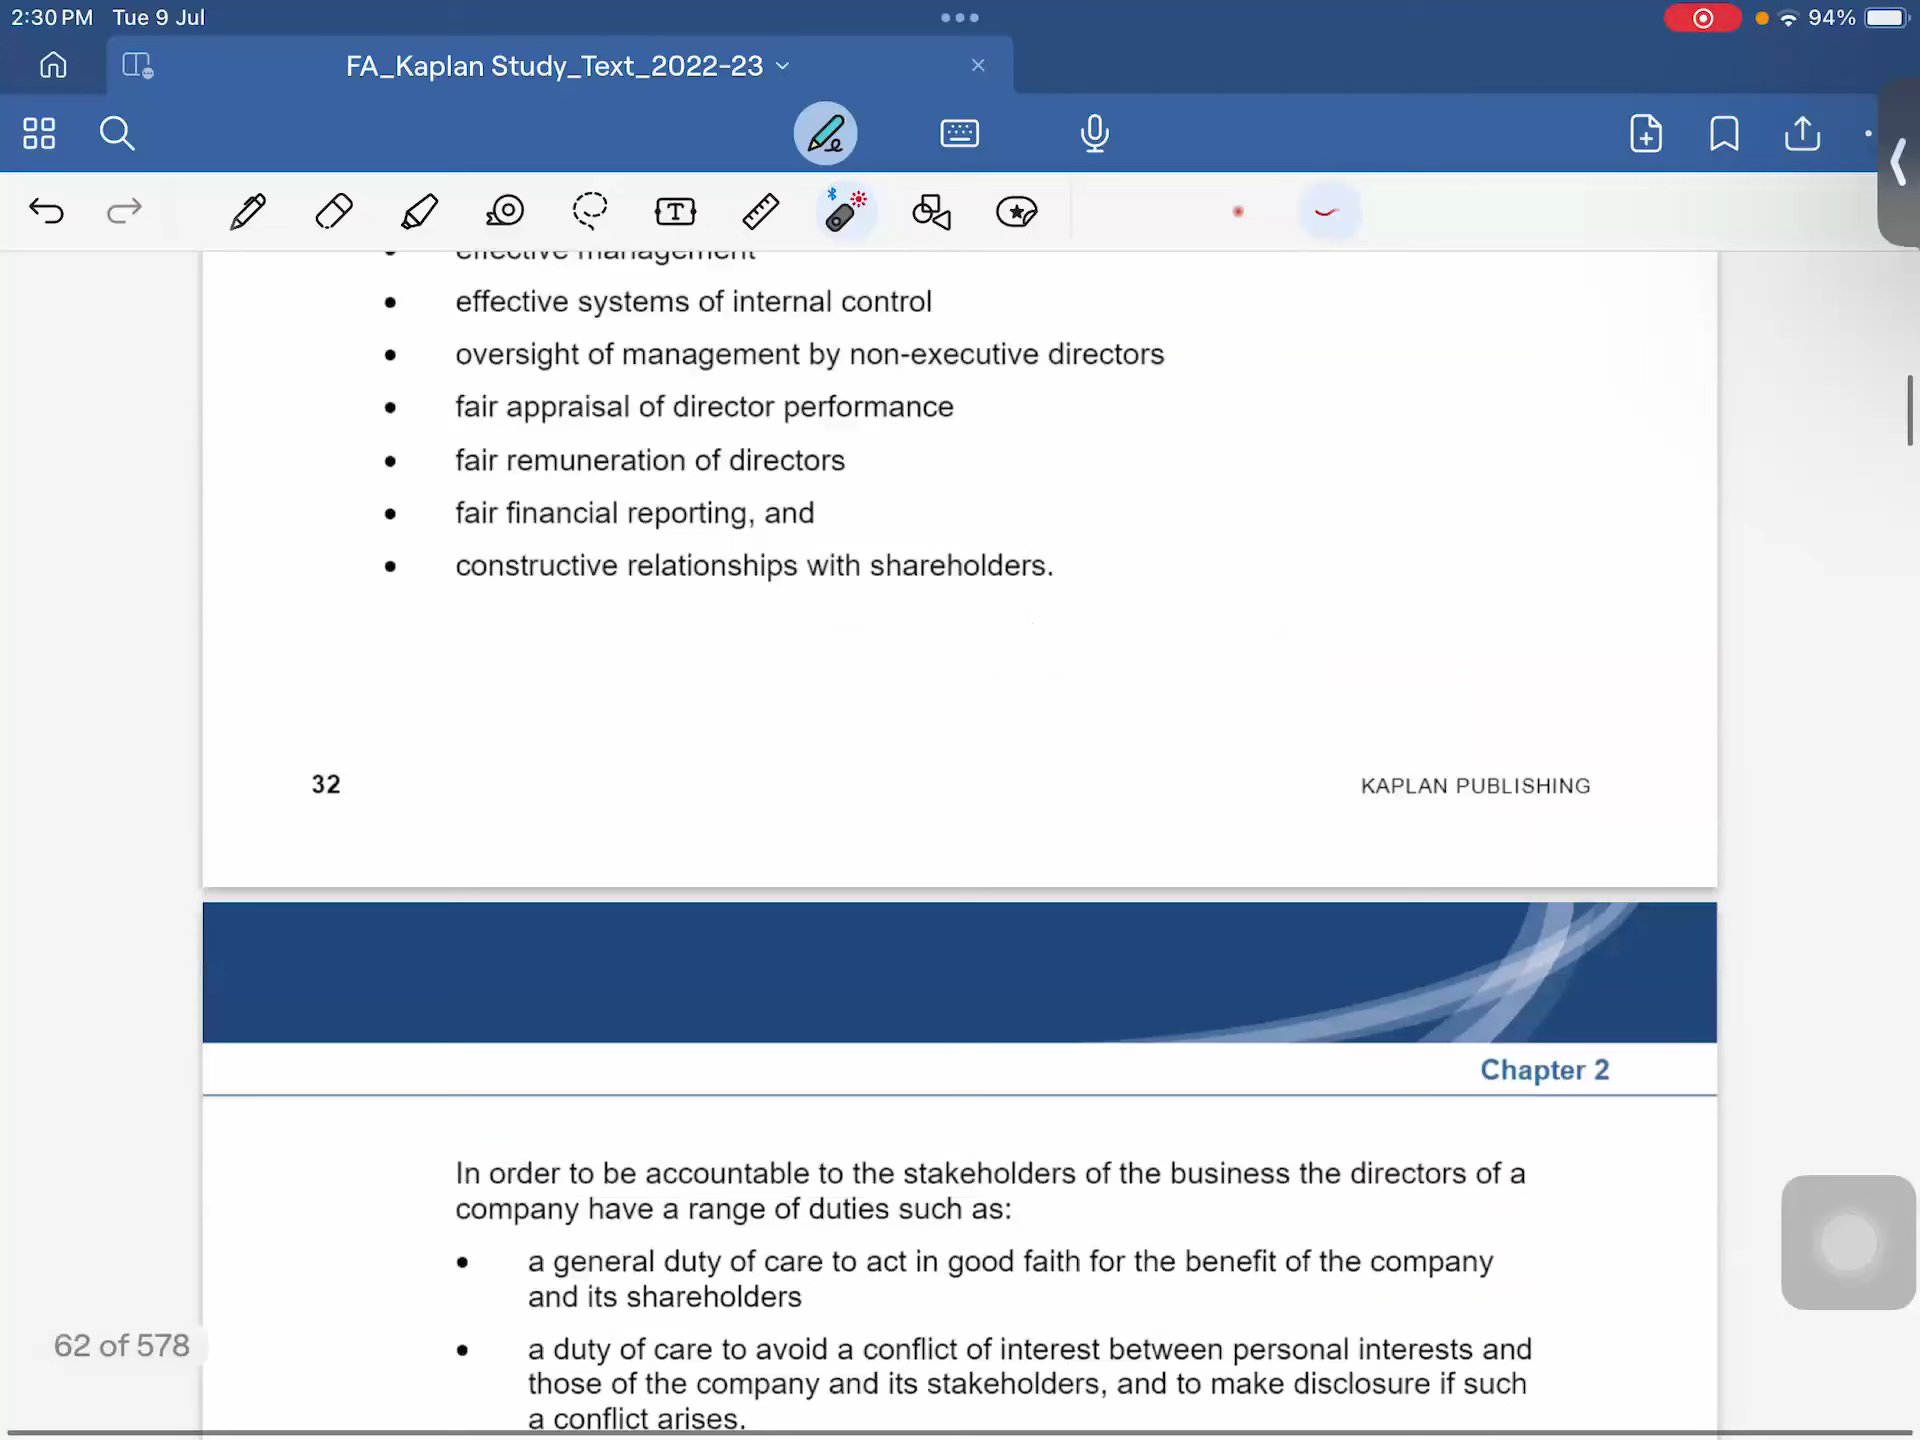 2:30 PM Tue 9 Jul
94%
FA_Kaplan Study_Text_2022-23
effective management
• effective systems of internal control
• oversight of management by non-executive directors
• fair appraisal of director performance
• fair remuneration of directors
• fair financial reporting, and
• constructive relationships with shareholders.
32
KAPLAN PUBLISHING
Chapter 2
In order to be accountable to the stakeholders of the business the directors of a
company have a range of duties such as:
• a general duty of care to act in good faith for the benefit of the company
and its shareholders
• a duty of care to avoid a conflict of interest between personal interests and
those of the company and its stakeholders, and to make disclosure if such
a conflict arises.
62 of 578